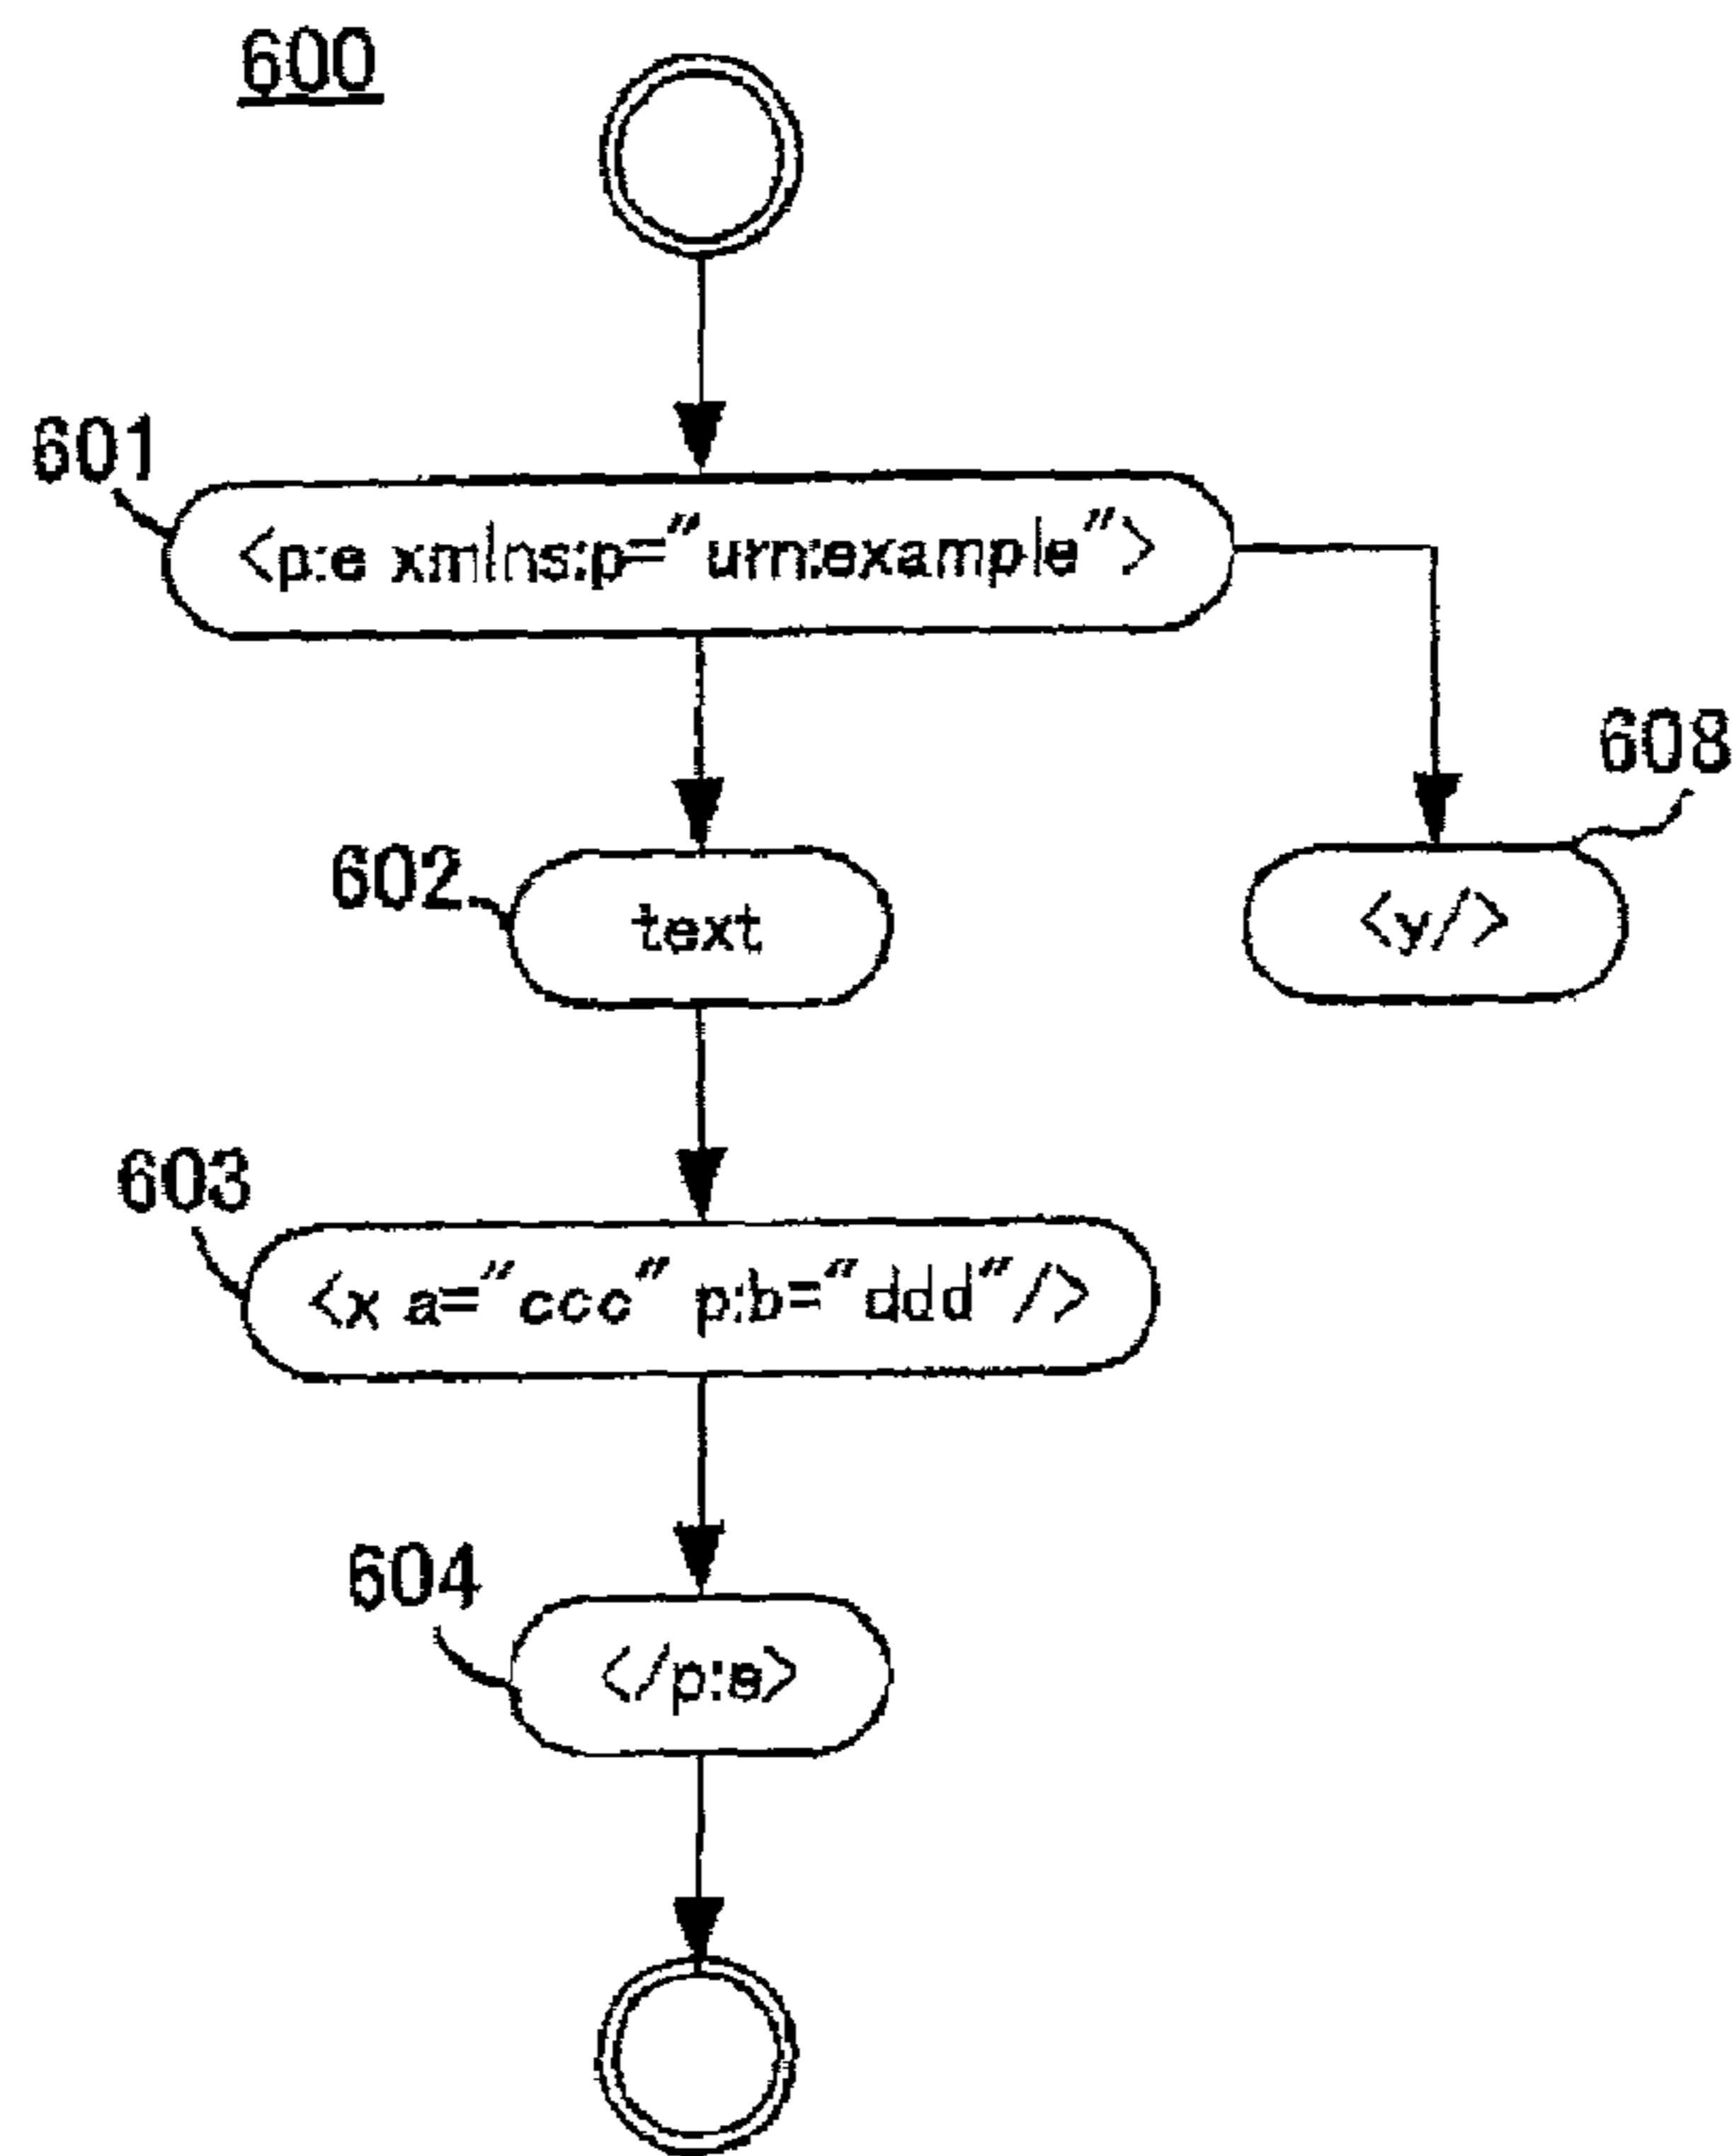 600
601
<p:e xmlns:p="urn:example">
608
602
text
<y/>
603
<x a="ccc" p:b="ddd"/>
604
</p:e>